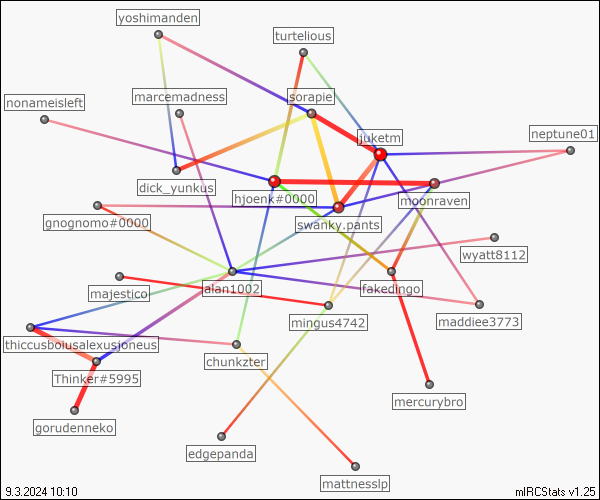 yoshimanden
turtelious
nonameisleft
marcemadness
sorapie
juketm
neptune01
dick_yunkus
hjoenk#0000
moonraven
gnognomo#0000
swanky.pants
wyatt8112
majestico
alan1002
fakedingo
mingus4742
maddiee3773
thiccusboiusalexusjoneus
chunkzter
Thinker#5995
mercurybro
gorudenneko
edgepanda
mattnesslp
9.3.2024 10:10
mIRCStats v1.25